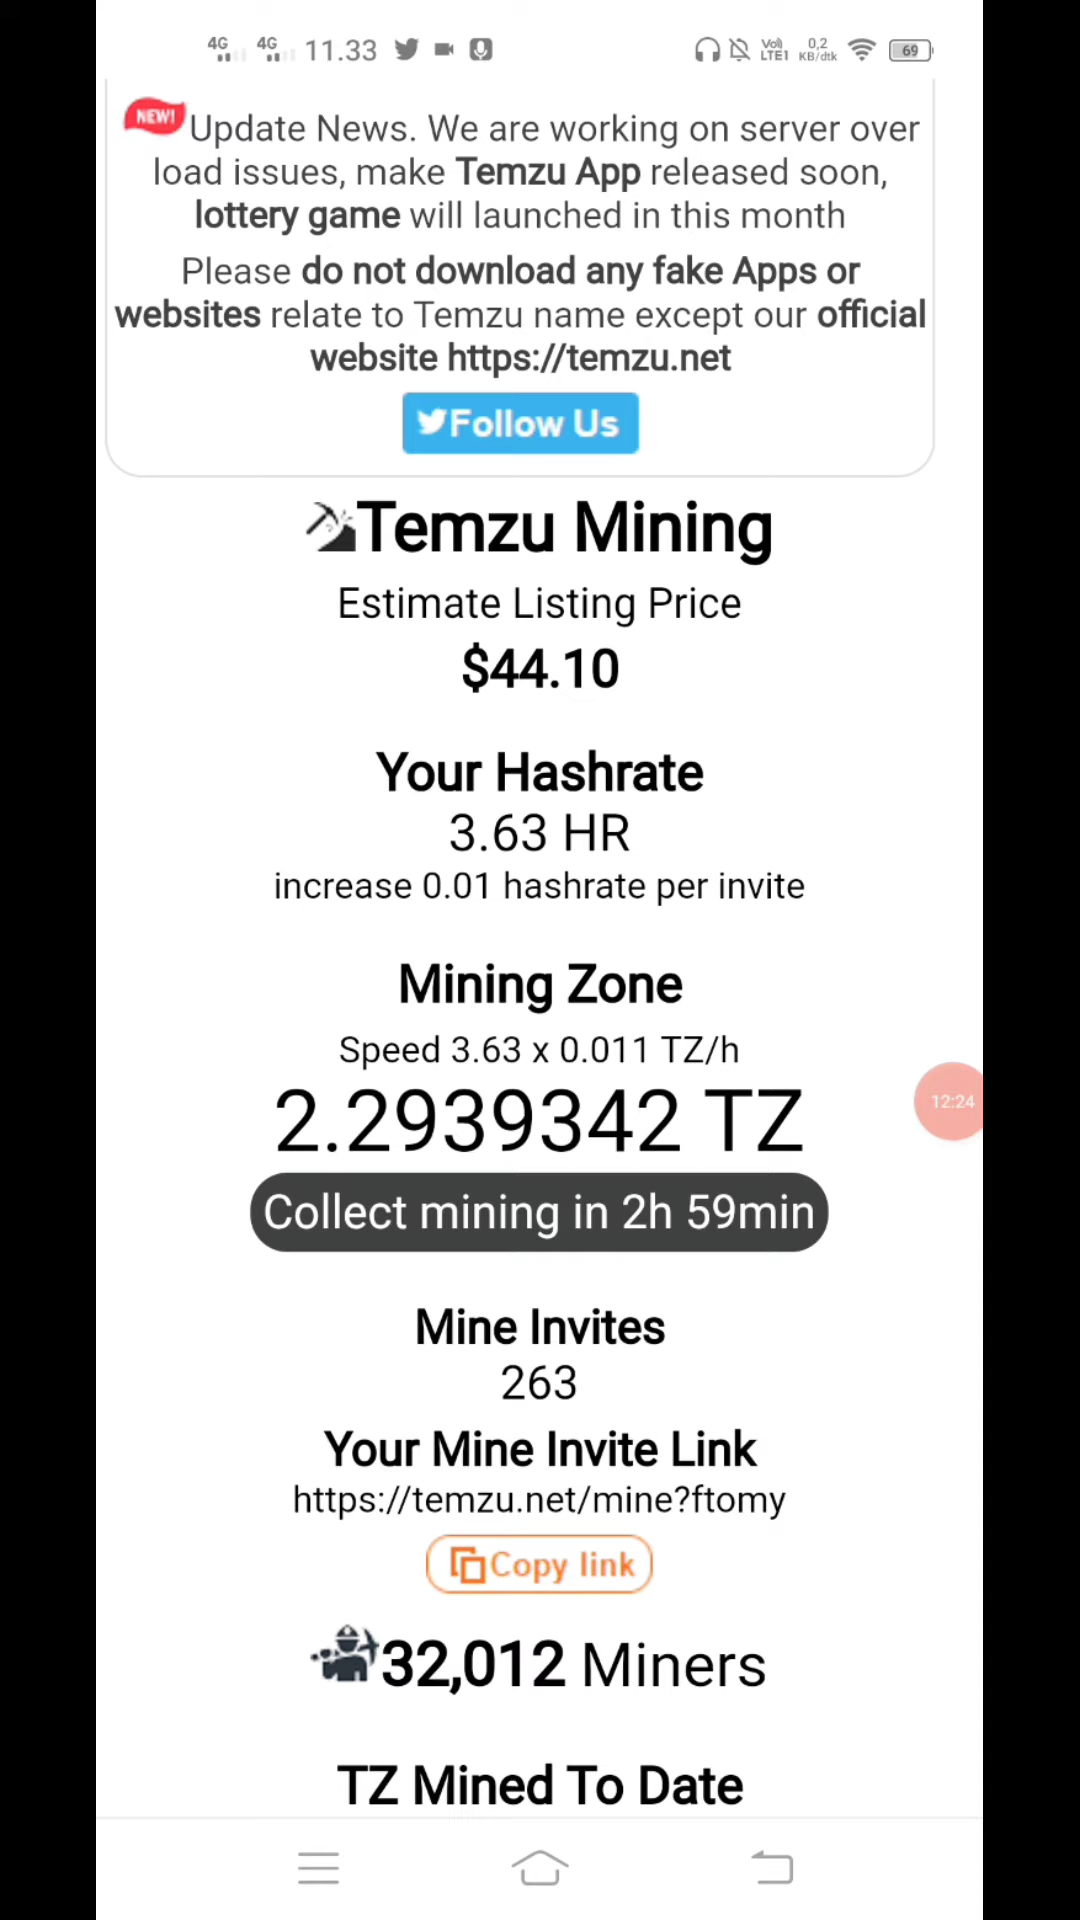 4G 4G 11.33 0,2 KB/dtk VoI) LTE1 69
NEW! Update News. We are working on server over
load issues, make Temzu App released soon,
lottery game will launched in this month
Please do not download any fake Apps or
websites relate to Temzu name except our official
website https://temzu.net
Follow Us
Temzu Mining
Estimate Listing Price
$44.10
Your Hashrate
3.63 HR
increase 0.01 hashrate per invite
Mining Zone
Speed 3.63 x 0.011 TZ/h
2.2939342 TZ
12:24
Collect mining in 2h 59min
Mine Invites
263
Your Mine Invite Link
https://temzu.net/mine?ftomy
Copy link
32,012 Miners
TZ Mined To Date